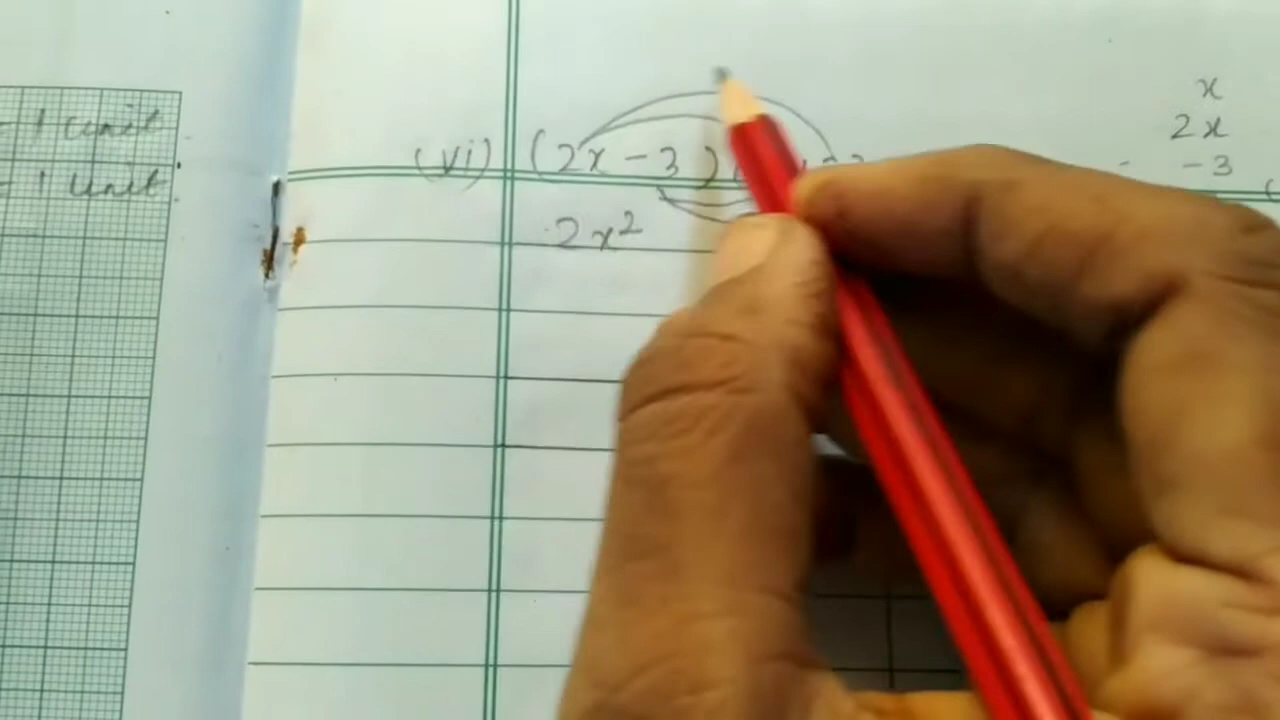 = 1 unit
= 1 unit
(vi) (2x - 3)
2x²
x
2x
-3